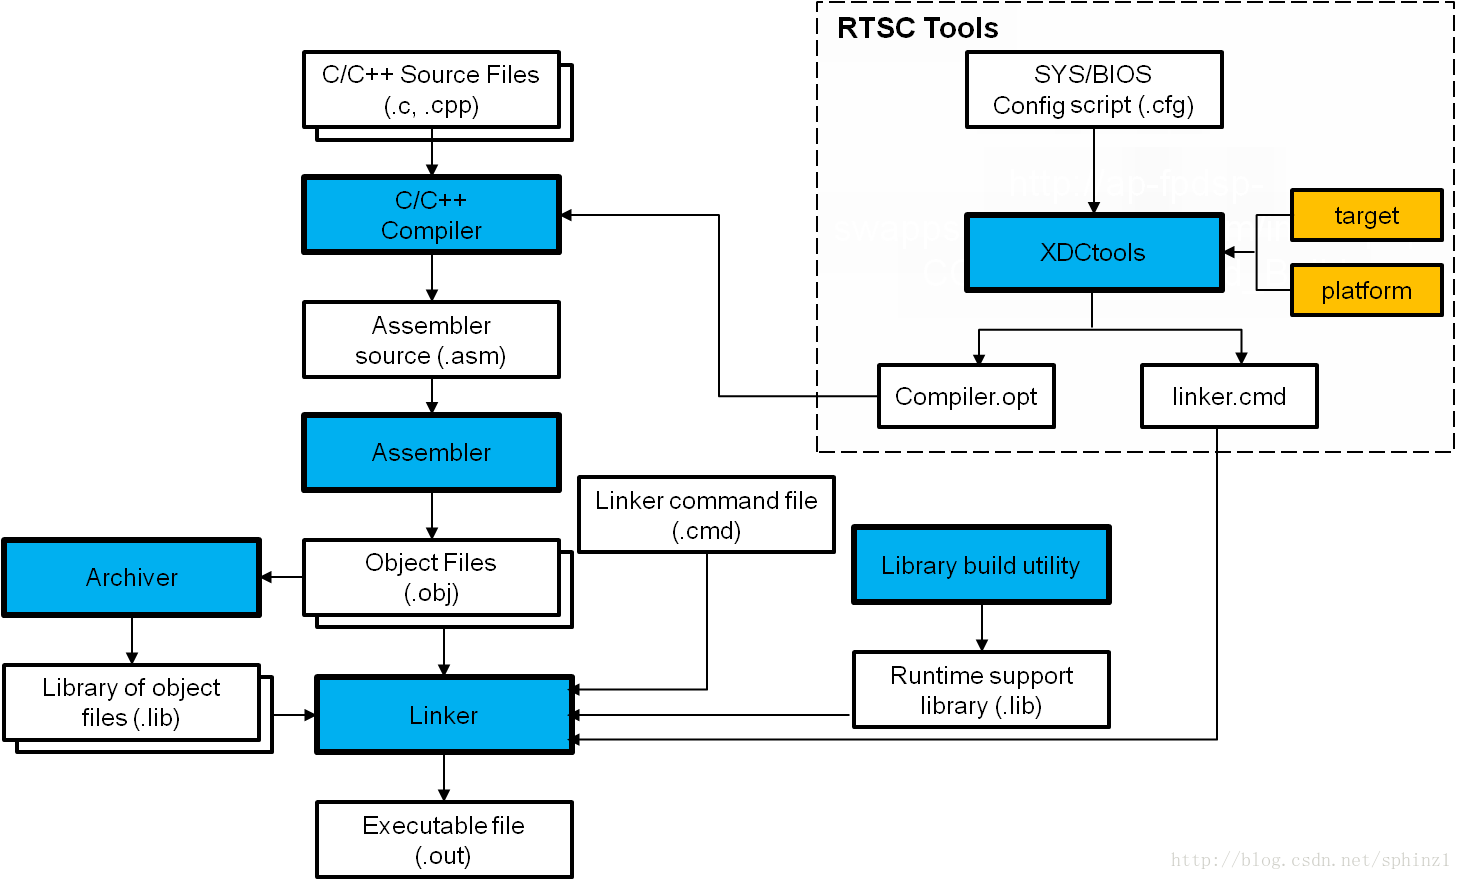 RTSC Tools
C/C++ Source Files
(.c, .cpp)
SYS/BIOS
Config script (.cfg)
C/C++
Compiler
XDCtools
target
platform
Assembler
source (.asm)
Compiler.opt
linker.cmd
Assembler
Linker command file
(.cmd)
Library build utility
Object Files
(.obj)
Archiver
Library of object
files (.lib)
Linker
Runtime support
library (.lib)
Executable file
(.out)
http://blog.csdn.net/sphinz1